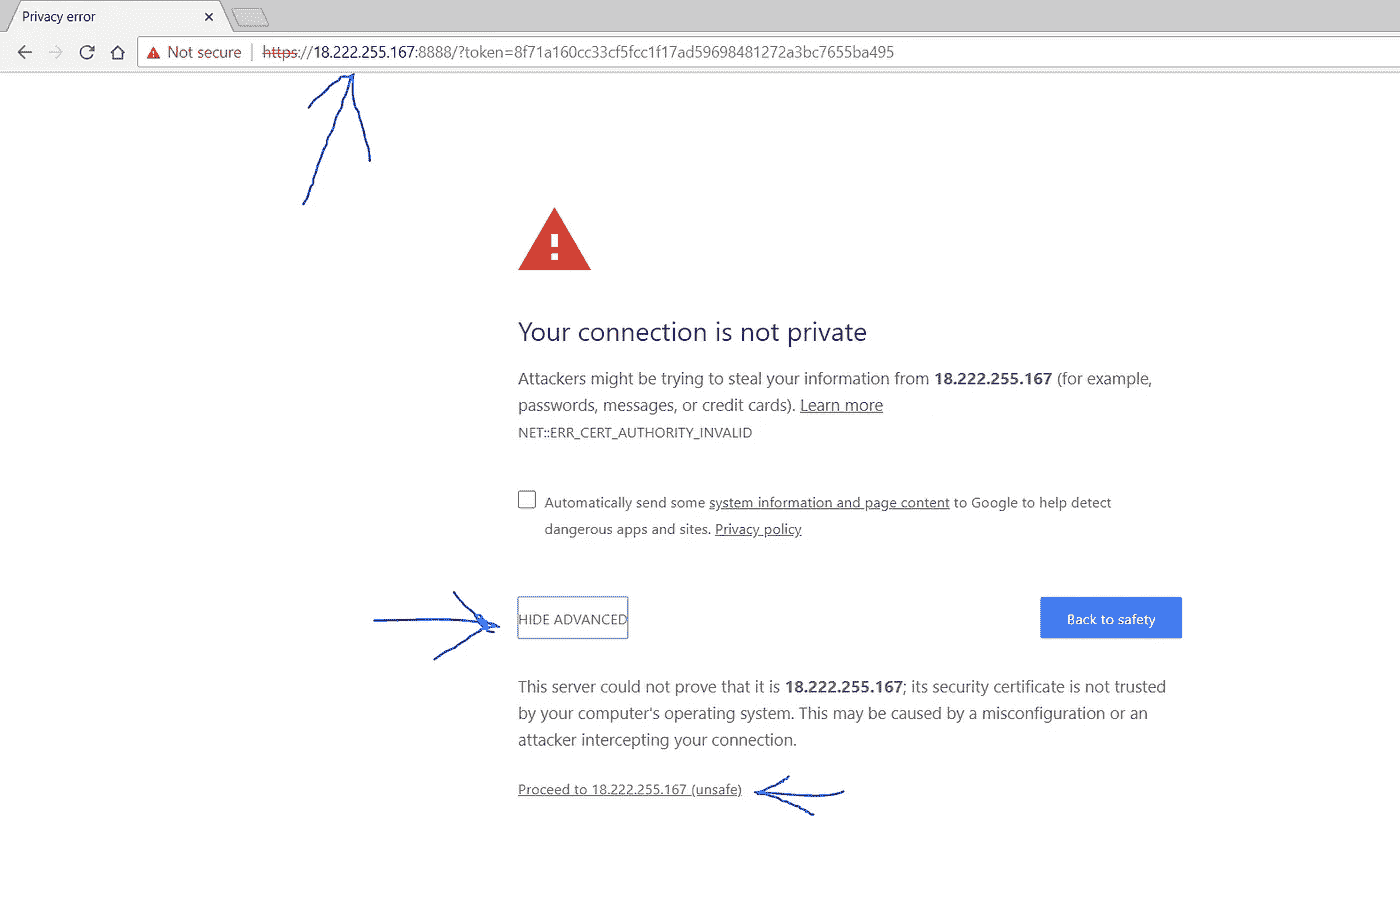 Privacy error
Not secure | https://18.222.255.167:8888/?token=8f71a160cc33cf5fcc1f17ad59698481272a3bc7655ba495
Your connection is not private
Attackers might be trying to steal your information from 18.222.255.167 (for example,
passwords, messages, or credit cards). Learn more
NET::ERR_CERT_AUTHORITY_INVALID
Automatically send some system information and page content to Google to help detect
dangerous apps and sites. Privacy policy
HIDE ADVANCED
Back to safety
This server could not prove that it is 18.222.255.167; its security certificate is not trusted
by your computer's operating system. This may be caused by a misconfiguration or an
attacker intercepting your connection.
Proceed to 18.222.255.167 (unsafe)